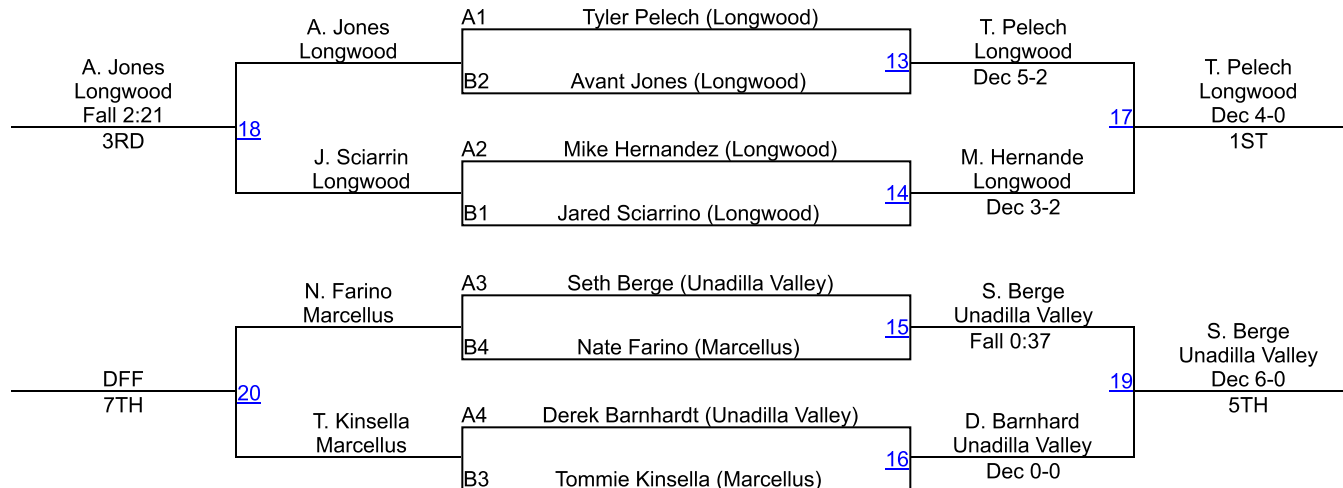 A1
Tyler Pelech (Longwood)
A. Jones
Longwood
T. Pelech
Longwood
13
Dec 5-2
B2
Avant Jones (Longwood)
A. Jones
Longwood
Fall 2:21
3RD
18
T. Pelech
Longwood
Dec 4-0
1ST
17
A2
Mike Hernandez (Longwood)
J. Sciarrin
Longwood
M. Hernande
Longwood
14
Dec 3-2
B1
Jared Sciarrino (Longwood)
A3
Seth Berge (Unadilla Valley)
N. Farino
Marcellus
S. Berge
Unadilla Valley
15
Fall 0:37
B4
Nate Farino (Marcellus)
DFF
7TH
20
S. Berge
Unadilla Valley
Dec 6-0
5TH
19
A4
Derek Barnhardt (Unadilla Valley)
T. Kinsella
Marcellus
D. Barnhard
Unadilla Valley
16
Dec 0-0
B3
Tommie Kinsella (Marcellus)